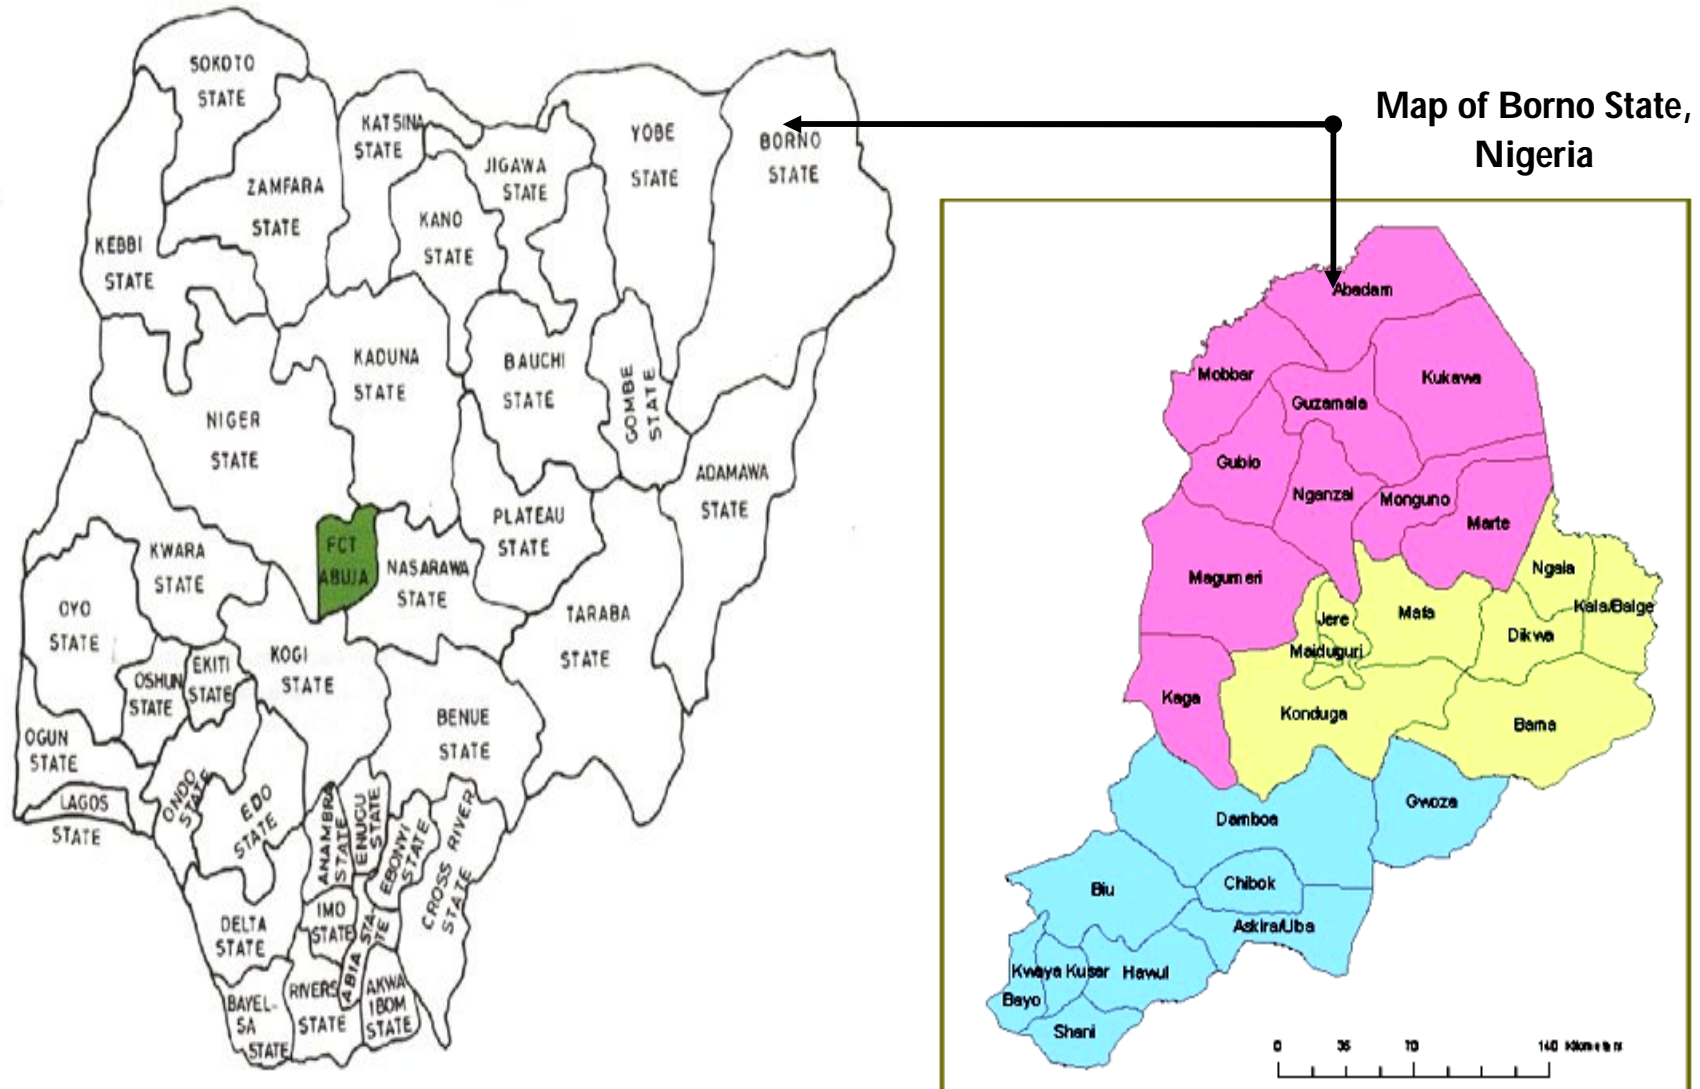 SOKOTO
STATE
KATSINA
STATE
YOBE
STATE
BORNO
STATE
JIGAWA
STATE
ZAMFARA
STATE
KANO
STATE
KEBBI
STATE
KADUNA
STATE
BAUCHI
STATE
GOMBE
STATE
NIGER
STATE
ADAMAWA
STATE
PLATEAU
STATE
FCT
ABUJA
NASARAWA
STATE
KWARA
STATE
OYO
STATE
TARABA
STATE
KOGI
STATE
EKITI
STATE
OSHUN
STATE
BENUE
STATE
OGUN
STATE
LAGOS
STATE
ONDO
STATE
EDO
STATE
ANAMBRA
STATE
ENUGU
STATE
EBONYI
STATE
CROSS RIVER
STATE
DELTA
STATE
IMO
STATE
ABIA STA-
TE
AKWA
IBOM
STATE
RIVERS
STATE
BAYEL-
SA
STATE
Map of Borno State,
Nigeria
Abadam
Mobbar
Kukawa
Guzamala
Gubio
Nganzai
Monguno
Marte
Magumeri
Ngala
Kala/Balge
Jere
Mafa
Dikwa
Maiduguri
Kaga
Konduga
Bama
Gwoza
Damboa
Biu
Chibok
Askira/Uba
Kwaya Kusar
Hawul
Bayo
Shani
0 35 70 140 Kilometers